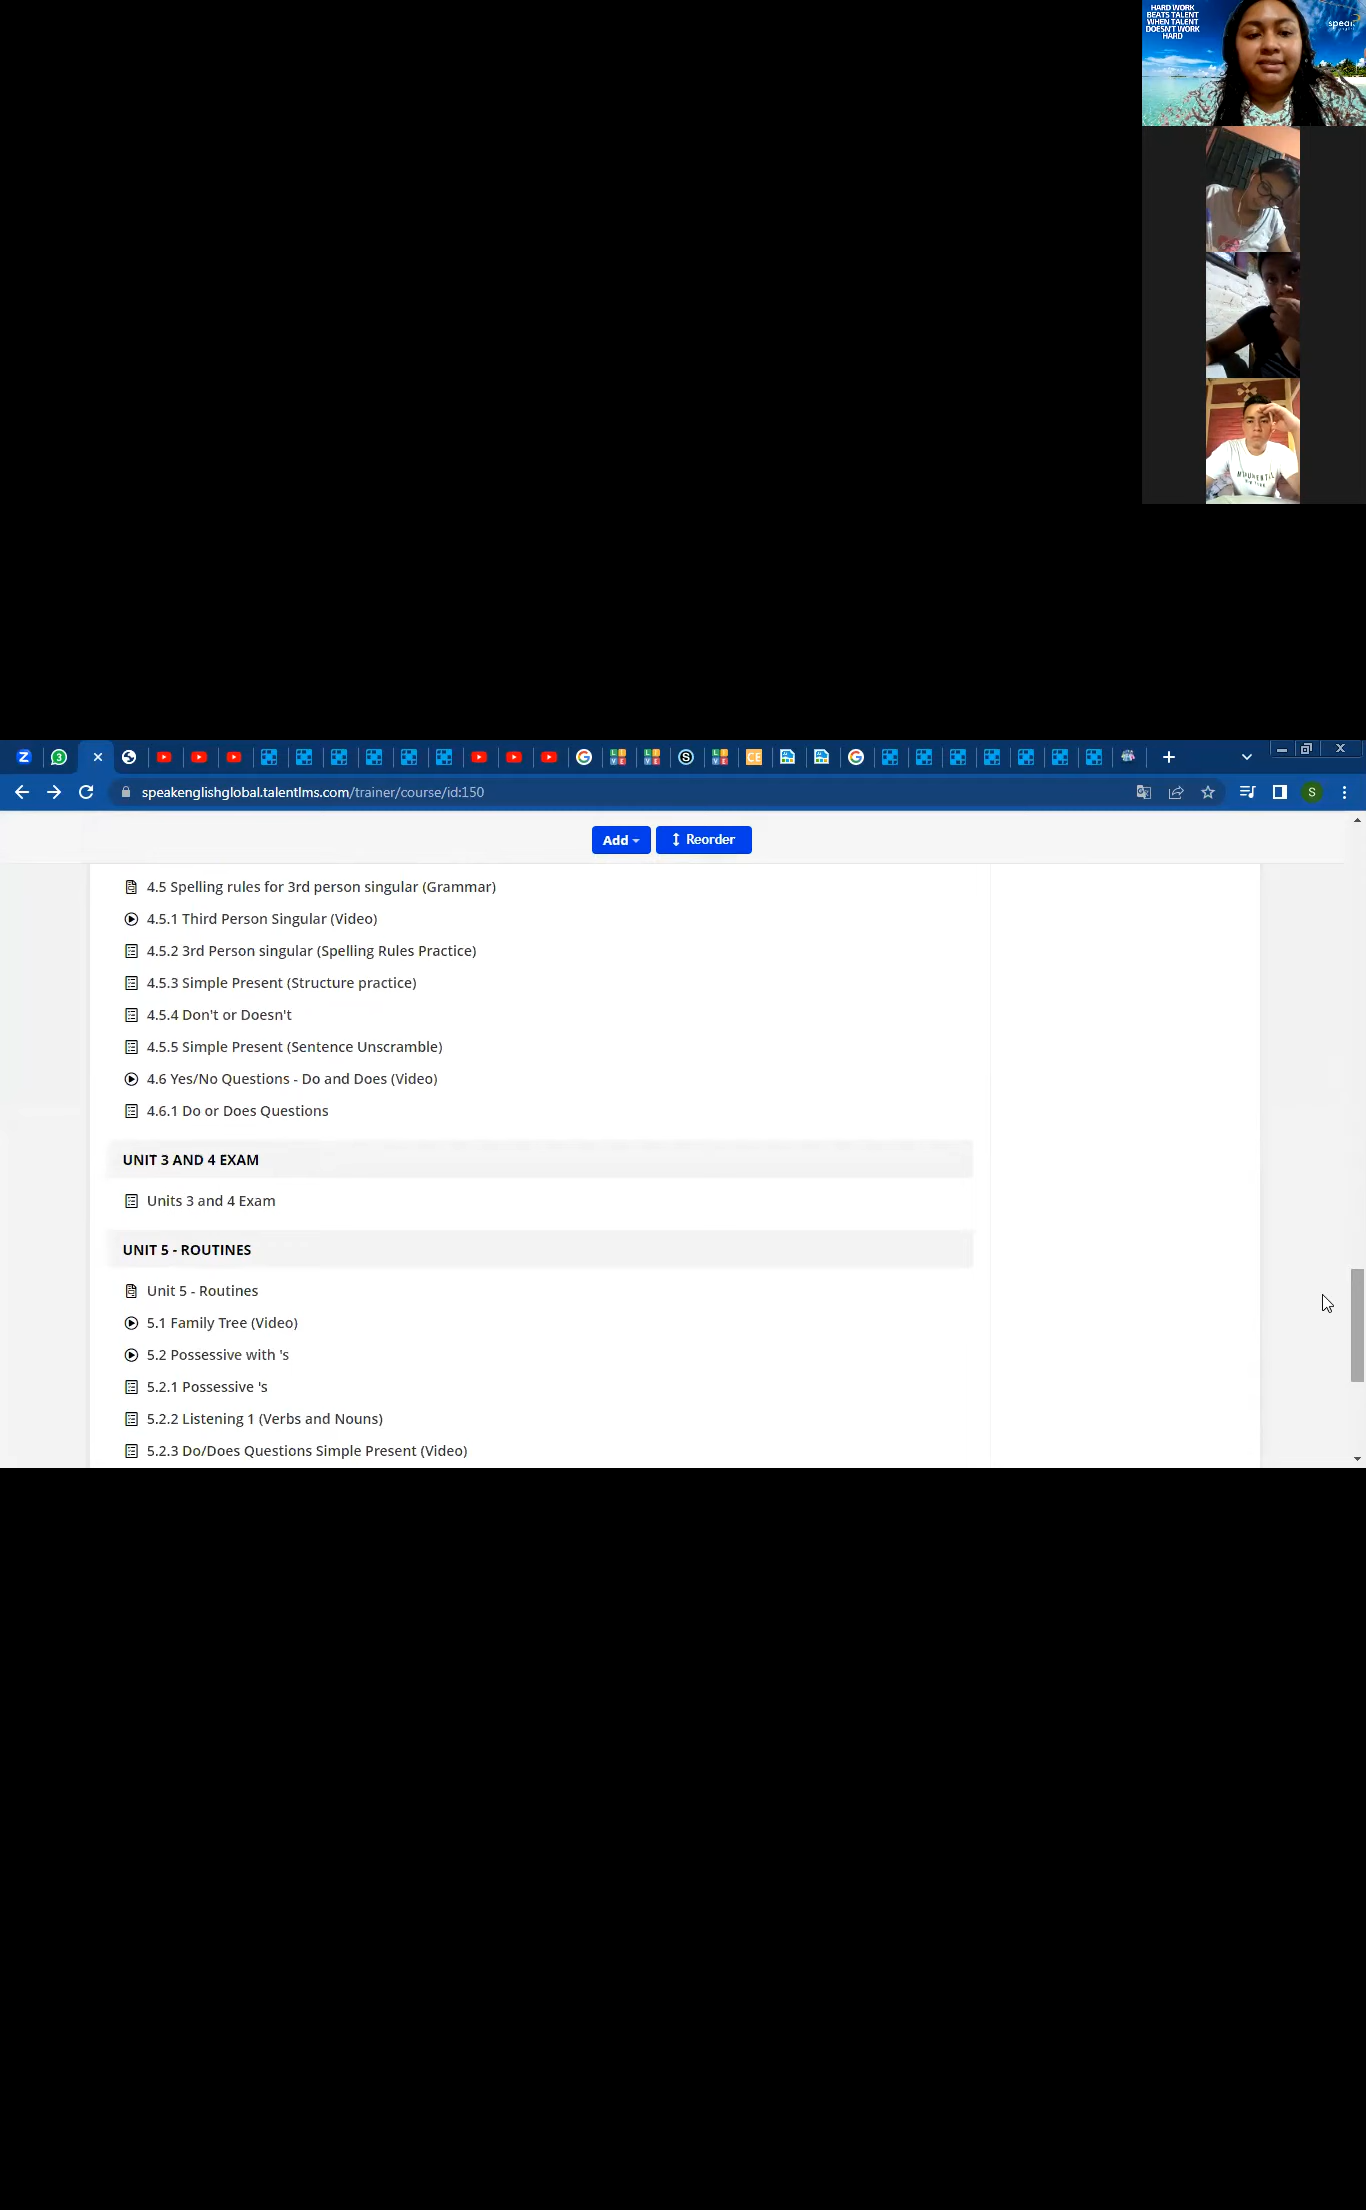 HARD WORK
BEATS TALENT
WHEN TALENT
DOESN'T WORK
HARD
speak
3
speakenglishglobal.talentlms.com/trainer/course/id:150
S
Add
Reorder
4.5 Spelling rules for 3rd person singular (Grammar)
4.5.1 Third Person Singular (Video)
4.5.2 3rd Person singular (Spelling Rules Practice)
4.5.3 Simple Present (Structure practice)
4.5.4 Don't or Doesn't
4.5.5 Simple Present (Sentence Unscramble)
4.6 Yes/No Questions - Do and Does (Video)
4.6.1 Do or Does Questions
UNIT 3 AND 4 EXAM
Units 3 and 4 Exam
UNIT 5 - ROUTINES
Unit 5 - Routines
5.1 Family Tree (Video)
5.2 Possessive with 's
5.2.1 Possessive 's
5.2.2 Listening 1 (Verbs and Nouns)
5.2.3 Do/Does Questions Simple Present (Video)